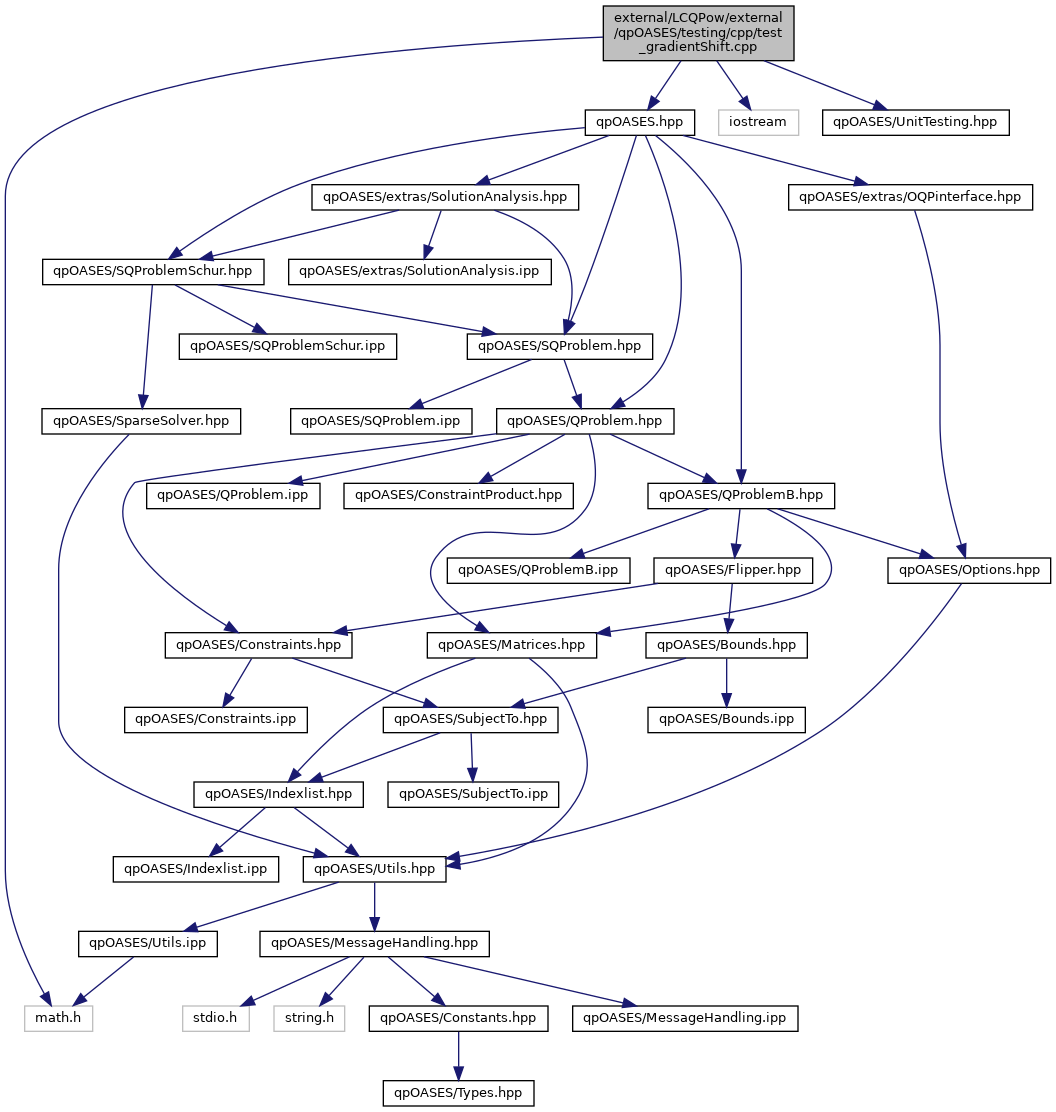 external/LCQPow/external
/qpOASES/testing/cpp/test
_gradientShift.cpp
qpOASES.hpp
iostream
qpOASES/UnitTesting.hpp
qpOASES/extras/SolutionAnalysis.hpp
qpOASES/extras/OQPinterface.hpp
qpOASES/SQProblemSchur.hpp
qpOASES/extras/SolutionAnalysis.ipp
qpOASES/SQProblemSchur.ipp
qpOASES/SQProblem.hpp
qpOASES/SparseSolver.hpp
qpOASES/SQProblem.ipp
qpOASES/QProblem.hpp
qpOASES/QProblem.ipp
qpOASES/ConstraintProduct.hpp
qpOASES/QProblemB.hpp
qpOASES/QProblemB.ipp
qpOASES/Flipper.hpp
qpOASES/Options.hpp
qpOASES/Constraints.hpp
qpOASES/Matrices.hpp
qpOASES/Bounds.hpp
qpOASES/Constraints.ipp
qpOASES/SubjectTo.hpp
qpOASES/Bounds.ipp
qpOASES/Indexlist.hpp
qpOASES/SubjectTo.ipp
qpOASES/Indexlist.ipp
qpOASES/Utils.hpp
qpOASES/Utils.ipp
qpOASES/MessageHandling.hpp
math.h
stdio.h
string.h
qpOASES/Constants.hpp
qpOASES/MessageHandling.ipp
qpOASES/Types.hpp